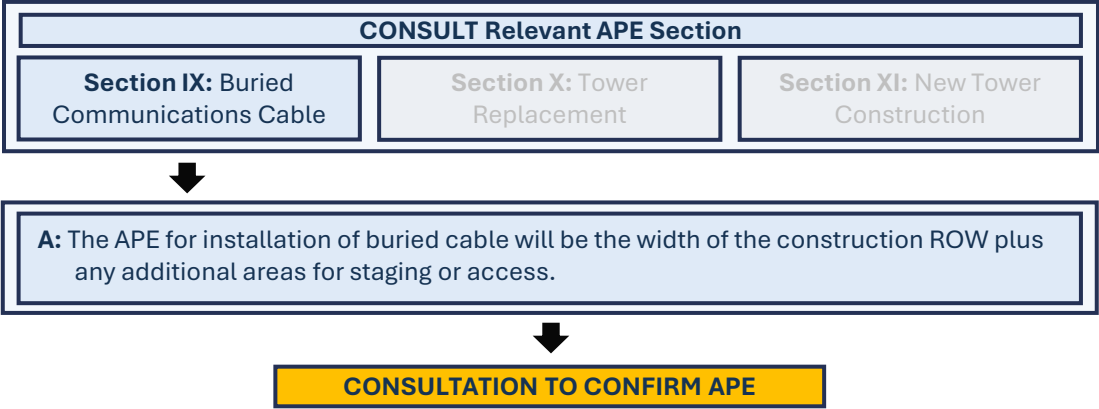 CONSULT Relevant APE Section
Section IX: Buried
Communications Cable
Section X: Tower
Replacement
Section XI: New Tower
Construction
A: The APE for installation of buried cable will be the width of the construction ROW plus
any additional areas for staging or access.
CONSULTATION TO CONFIRM APE